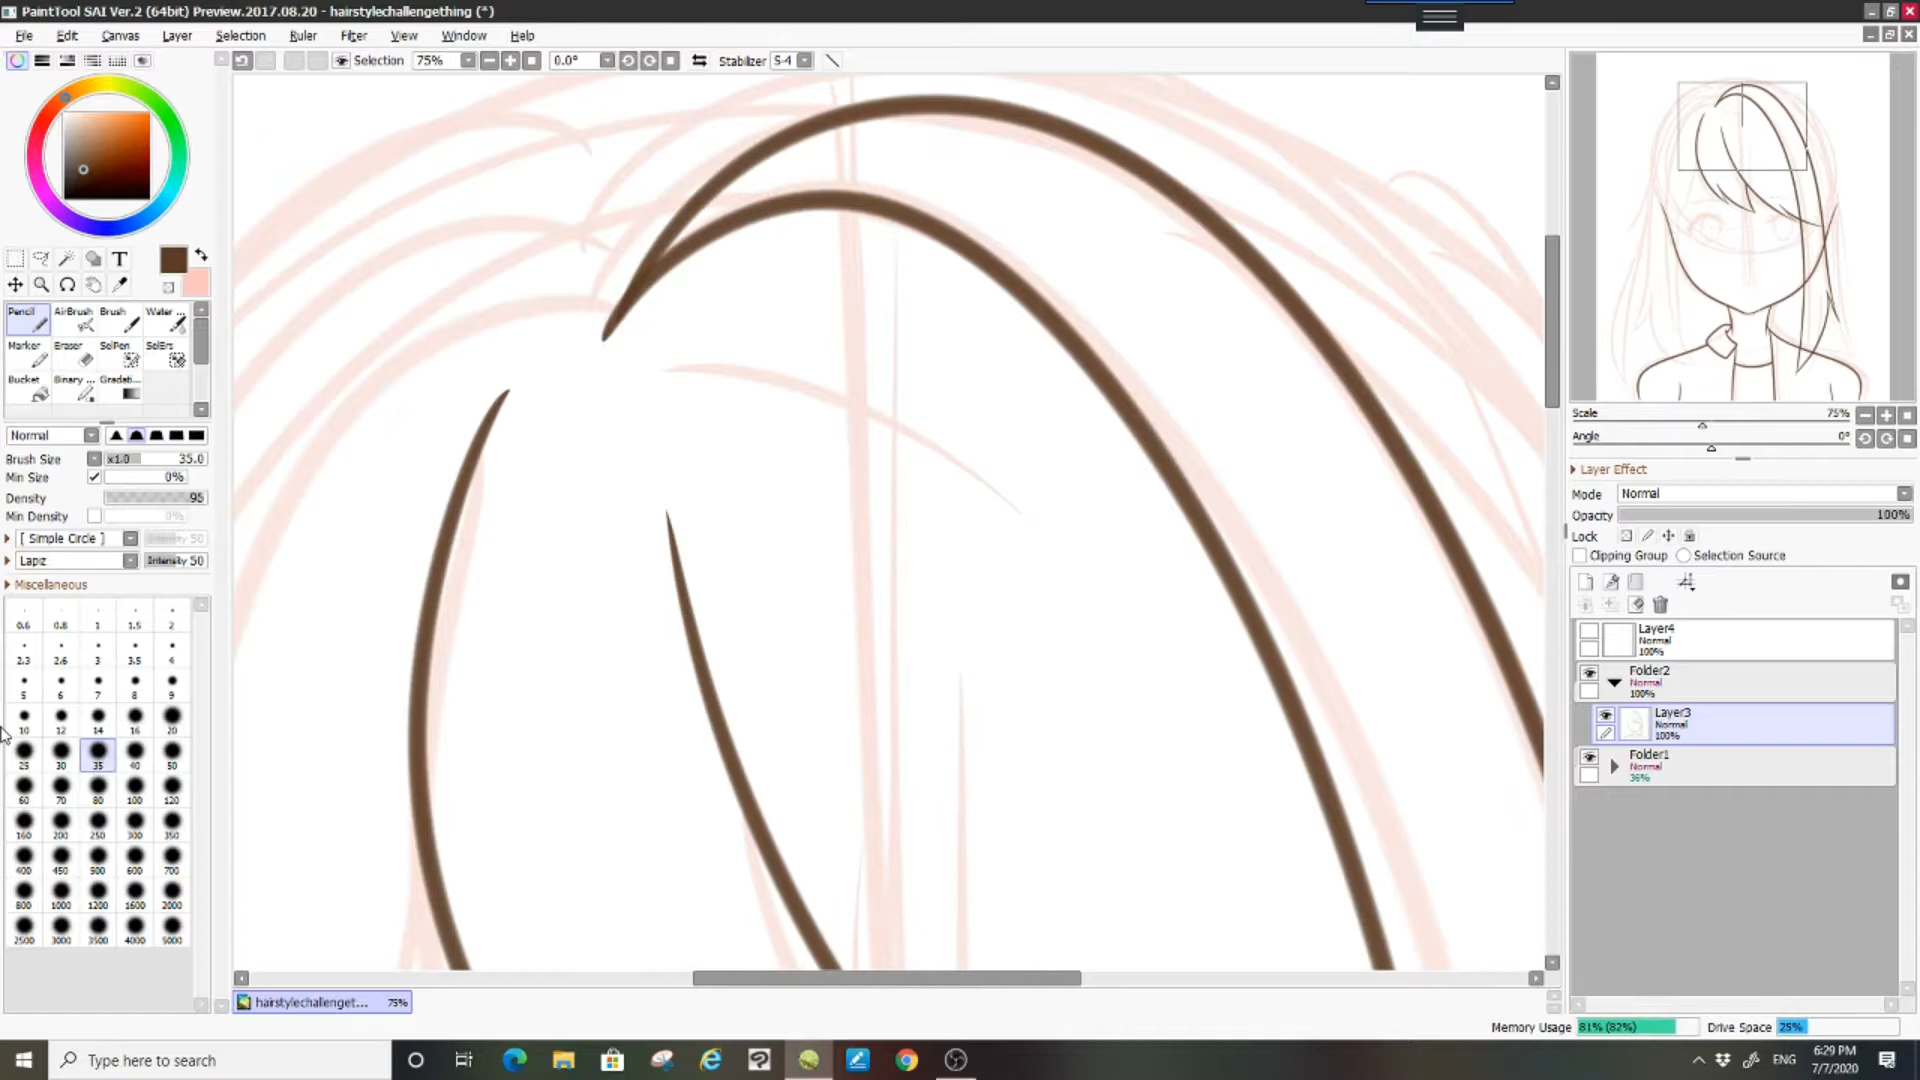 PaintTool SAI Ver.2 (64bit) Preview.2017.08.20 - hairstylechallengething (*)
File Edit Canvas Layer Selection Ruler Filter View Window Help
Selection 75% 0.0° Stabilizer S-4
T
Pencil AirBrush Brush Water ...
Marker Eraser SelPen SelErs
Bucket Binary ... Gradati...
Normal
Brush Size x1.0 35.0
Min Size 0%
Density 95
Min Density 0%
[ Simple Circle ] Intensity 50
Lapiz Intensity 50
Miscellaneous
0.6 0.8 1 1.5 2
2.3 2.6 3 3.5 4
5 6 7 8 9
10 12 14 16 20
25 30 35 40 50
60 70 80 100 120
160 200 250 300 350
400 450 500 600 700
800 1000 1200 1600 2000
2500 3000 3500 4000 5000
Scale 75%
Angle 0°
Layer Effect
Mode Normal
Opacity 100%
Lock
Clipping Group Selection Source
Layer4
Normal
100%
Folder2
Normal
100%
Layer3
Normal
100%
Folder1
Normal
36%
hairstylechallenget... 75%
Memory Usage 81% (82%) Drive Space 25%
Type here to search
ENG
6:29 PM
7/7/2020